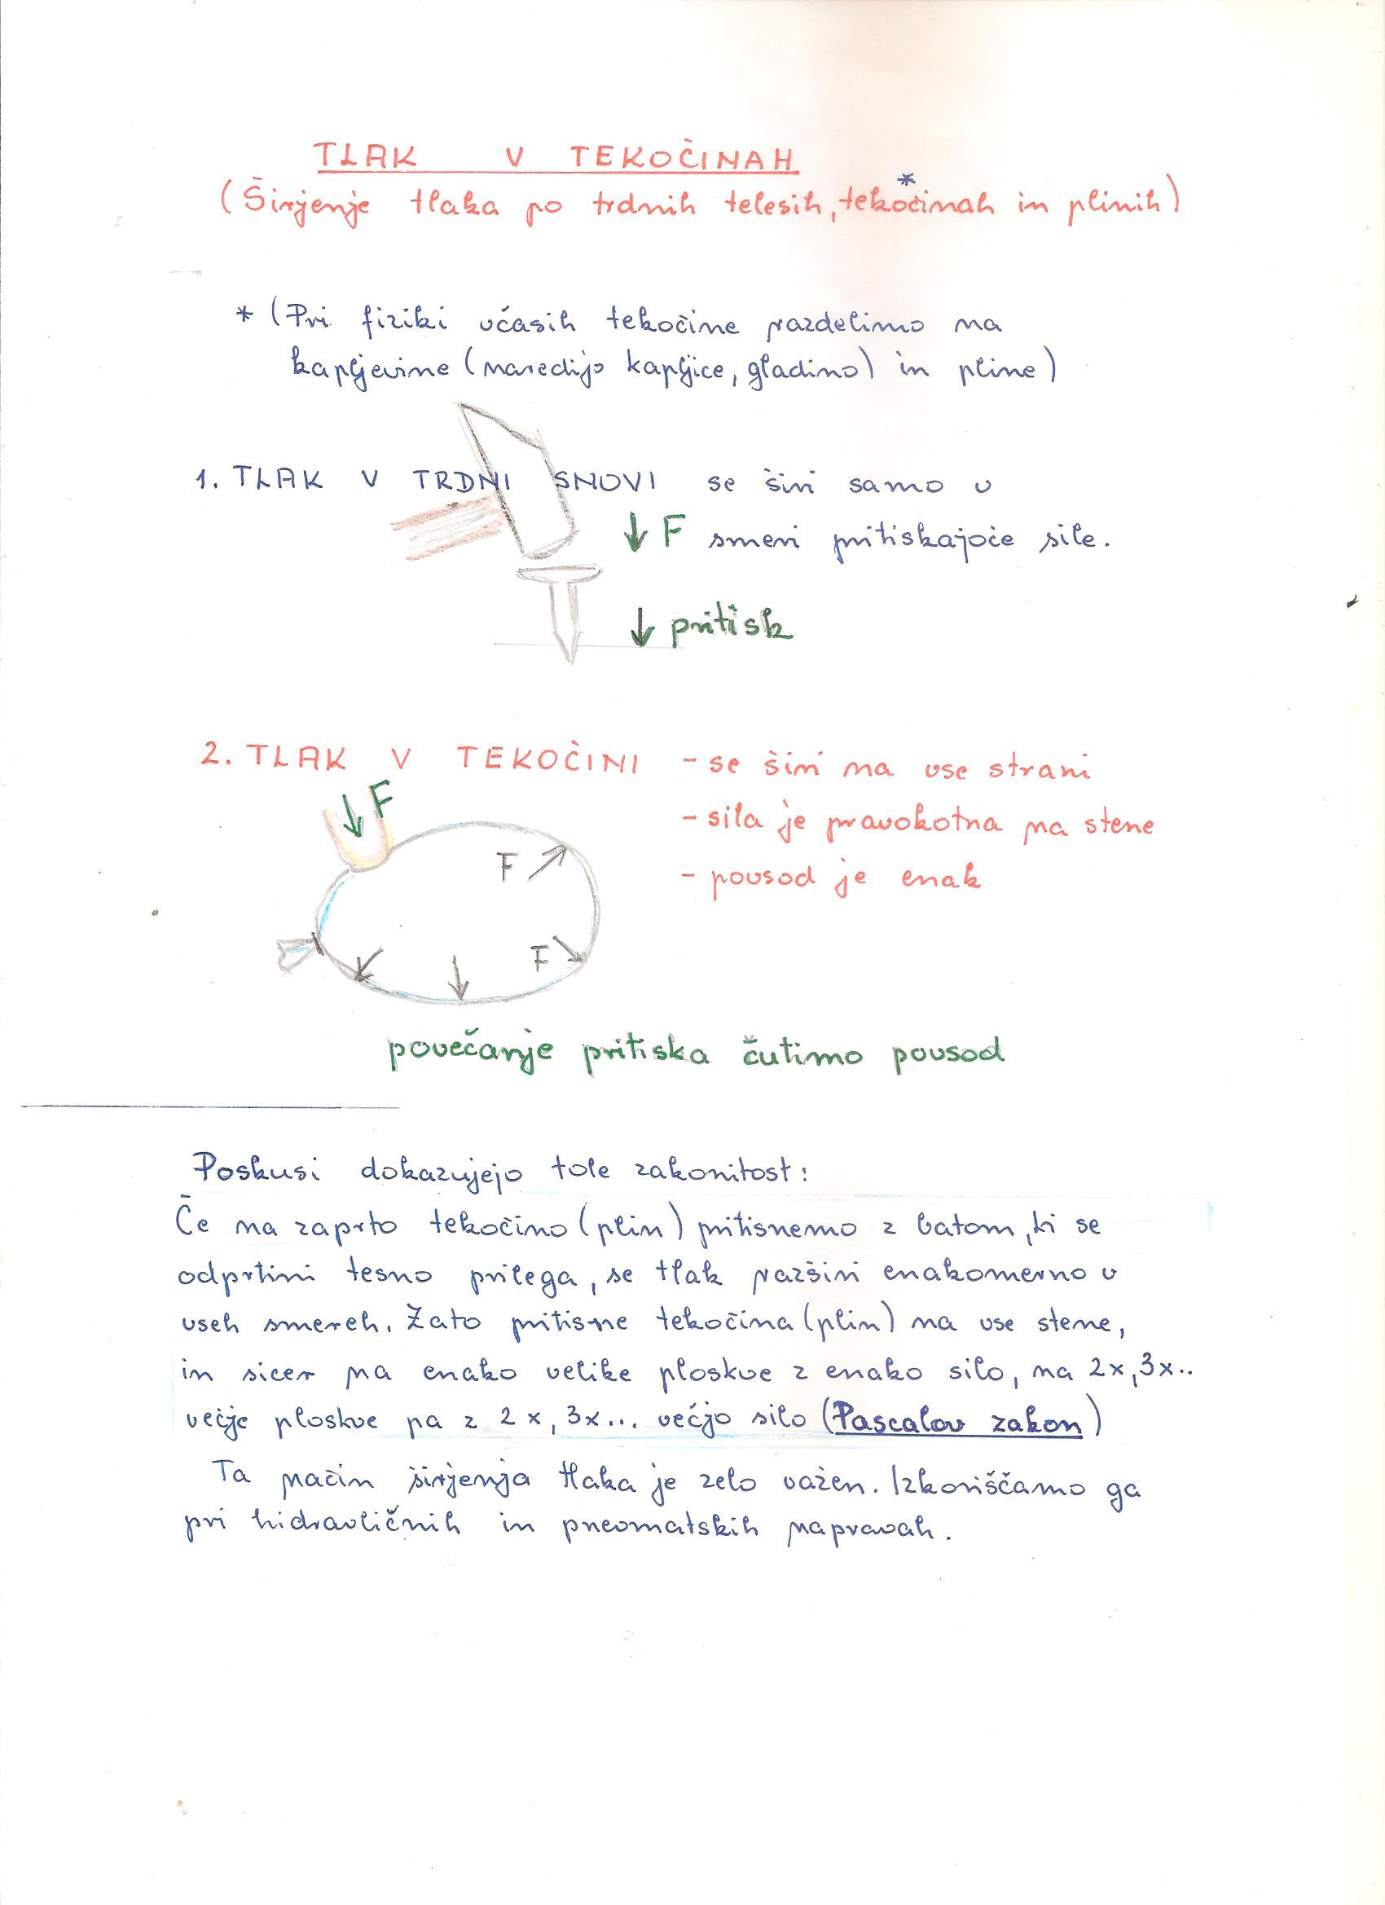 TLAK V TEKOČINAH
(Širjenje tlaka po trdnih telesih, tekočinah* in plinih)
* (Pri fiziki včasih tekočine razdelimo na
kapljevine (naredijo kapljice, gladino) in pline)
1. TLAK V TRDNI SNOVI se širi samo v
↓ F smeri pritiskajoče sile.
↓ pritisk
2. TLAK V TEKOČINI - se širi na vse strani
↓ F
- sila je pravokotna na stene
F
- povsod je enak
F
povečanje pritiska čutimo povsod
Poskusi dokazujejo tole zakonitost:
Če na zaprto tekočino (plin) pritisnemo z batom, ki se
odprtini tesno prilega, se tlak razširi enakomerno v
vseh smereh. Zato pritisne tekočina (plin) na vse stene,
in sicer na enako velike ploskve z enako silo, na 2x, 3x..
večje ploskve pa z 2x, 3x... večjo silo (Pascalov zakon)
Ta način širjenja tlaka je zelo važen. Izkoriščamo ga
pri hidravličnih in pnevmatskih napravah.